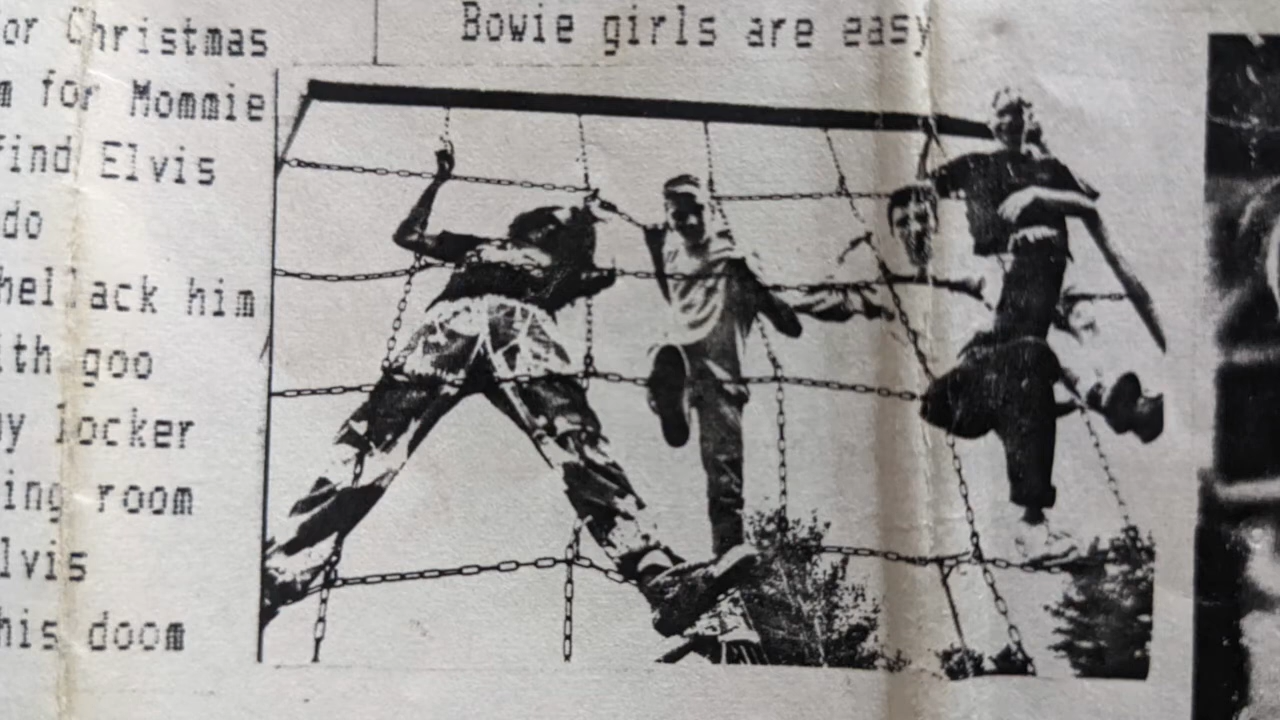 or Christmas
m for Mommie
find Elvis
do
hellack him
ith goo
by locker
ing room
lvis
his doom
Bowie girls are easy